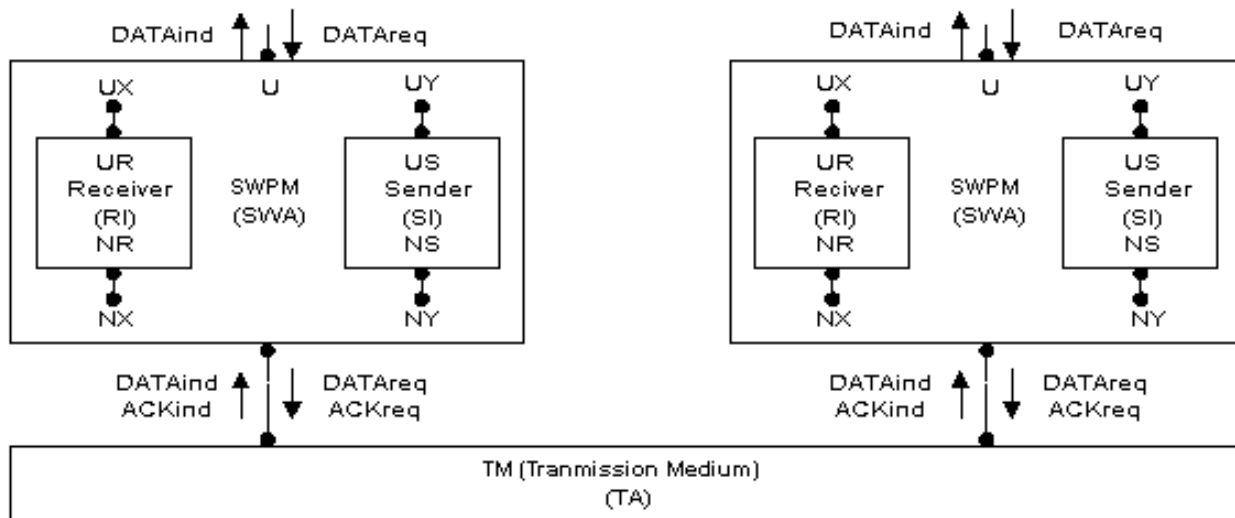 DATAind DATAreq DATAind DATAreq
UX U UY UX U UY
UR US UR US
Receiver SWPM Sender Reciver SWPM Sender
(RI) (SWA) (SI) (RI) (SWA) (SI)
NR NS NR NS
NX NY NX NY
DATAind DATAreq DATAind DATAreq
ACKind ACKreq ACKind ACKreq
TM (Tranmission Medium)
(TA)